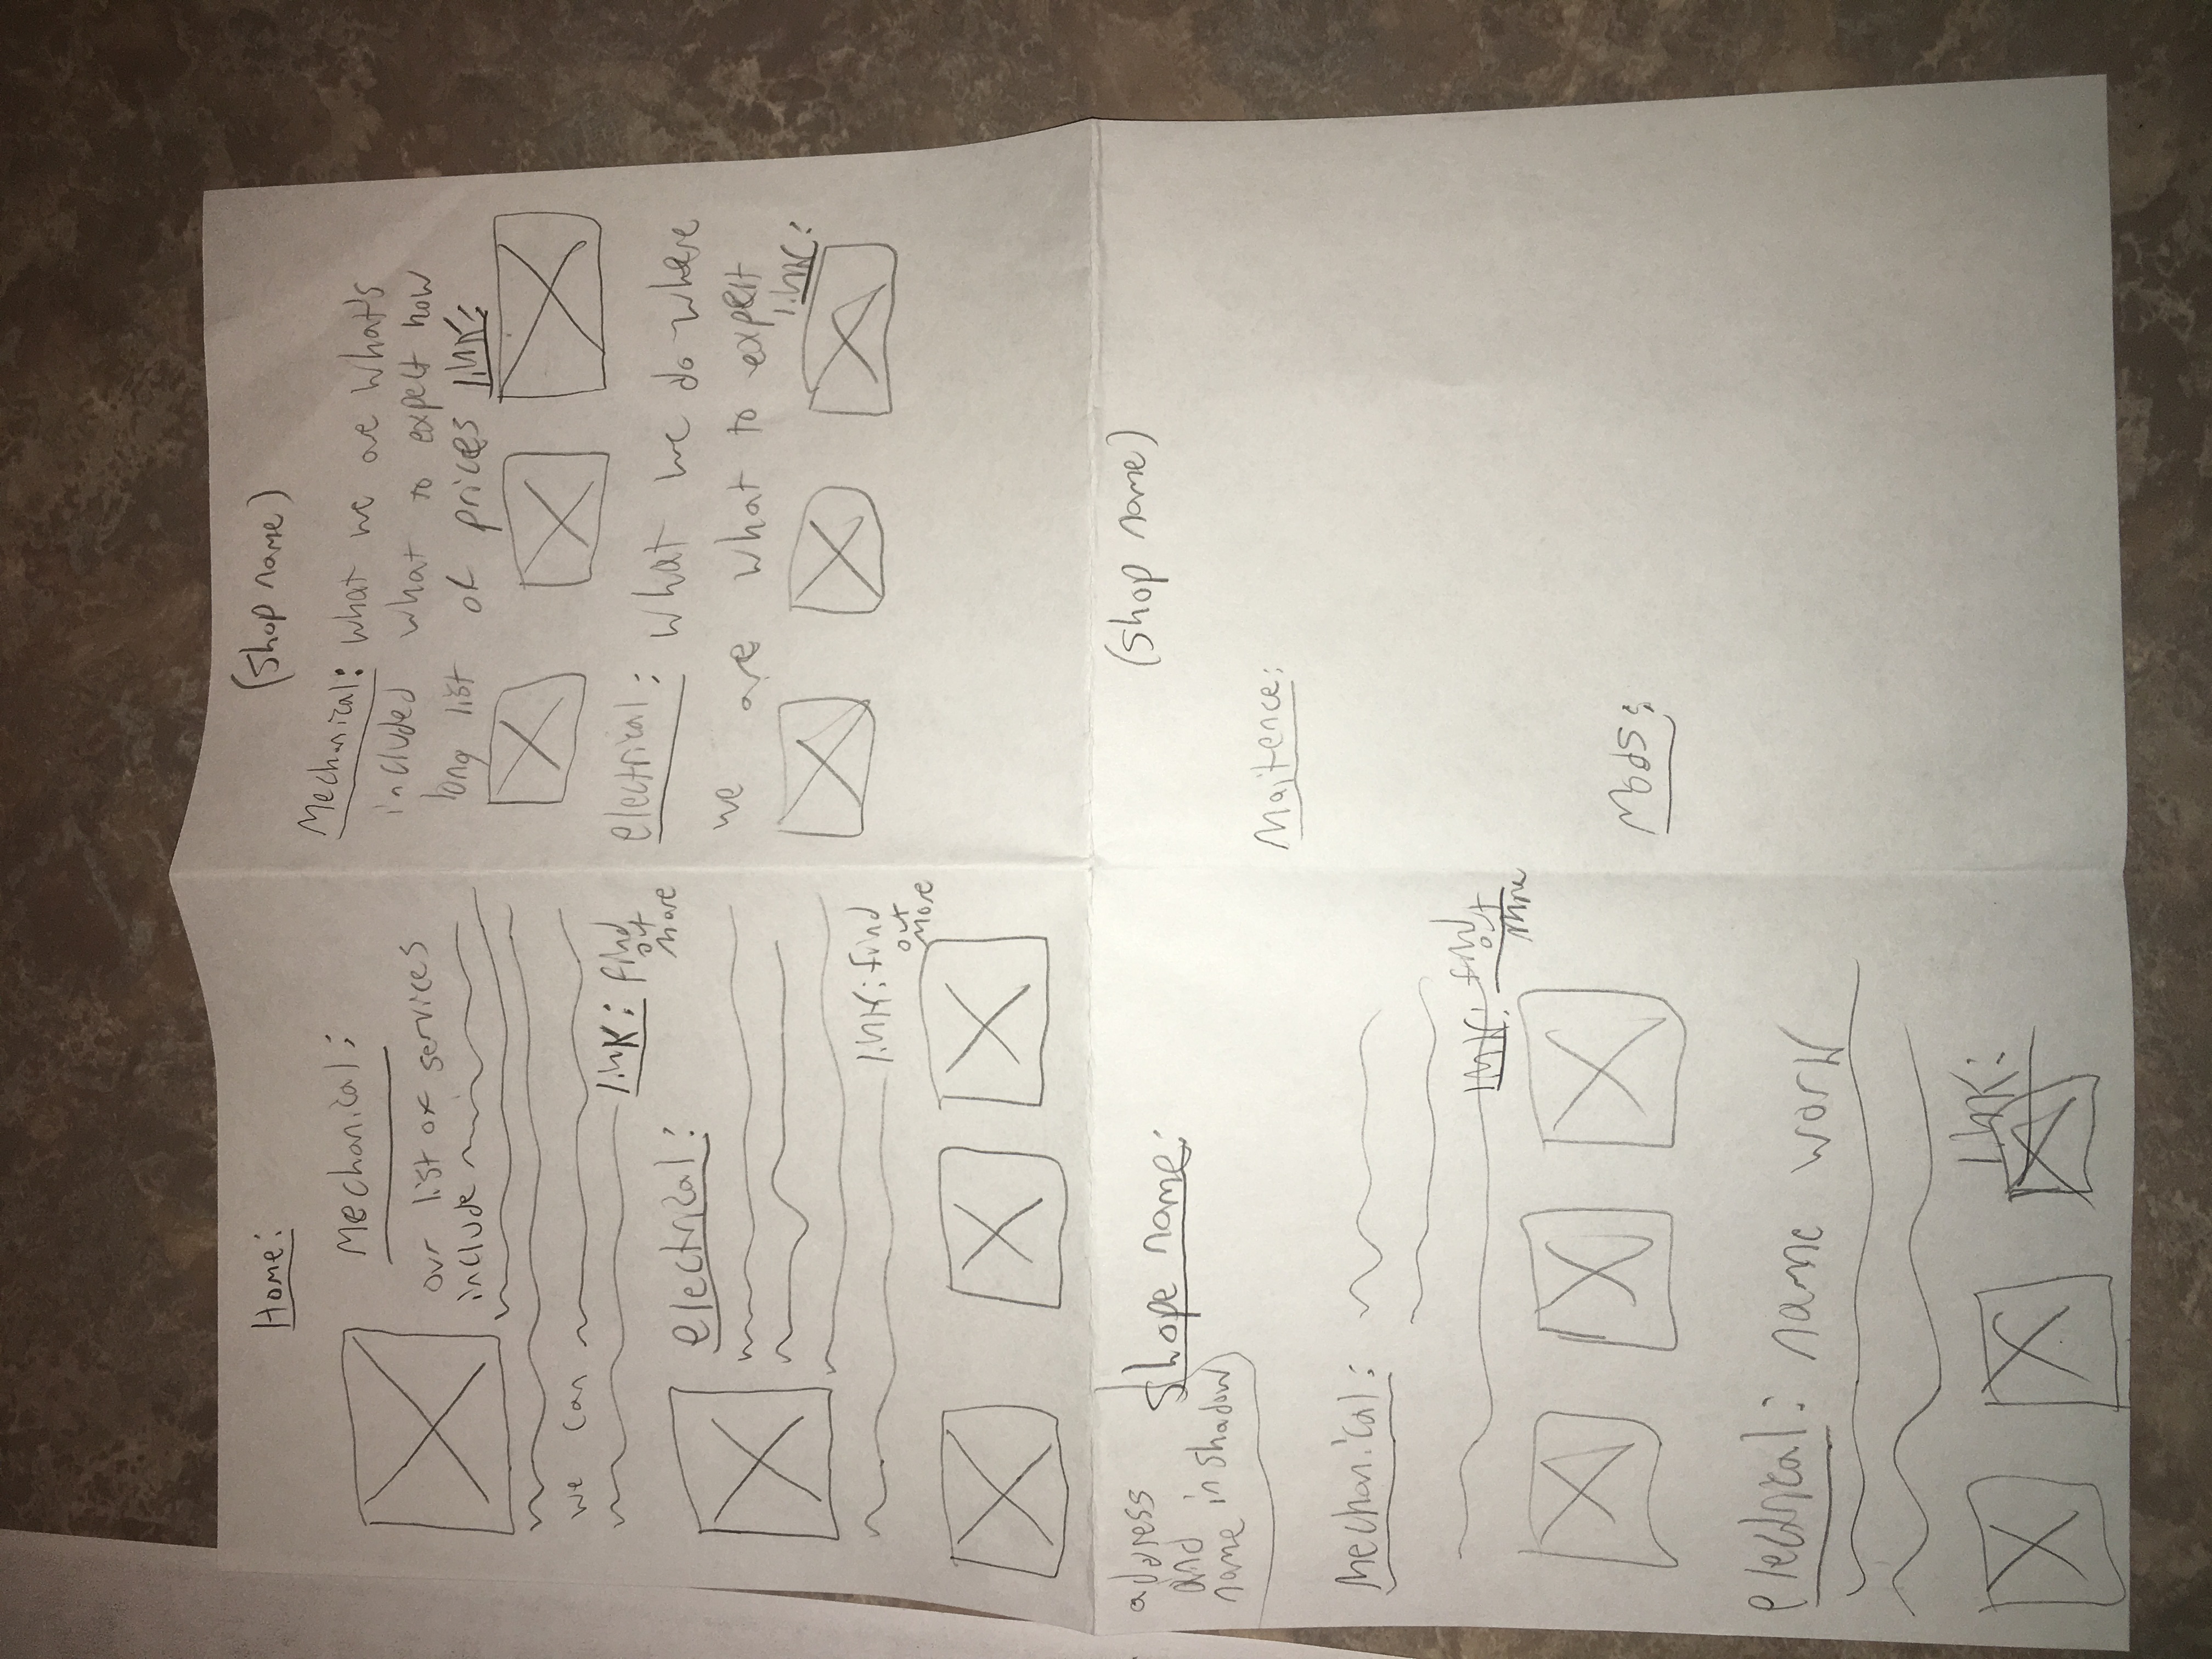 Home:
Mechanical:
our list of services
include
we can
link: find
out
more
electrical:
link: find
out
more
(Shop name)
Mechanical: what we are what's
included what to expect how
long list of prices link:
electrical: what we do where
we are what to expect
link:
address
and
name in shadow
Shope name:
Mechanical:
link: find
out
more
electrical: name work
link:
(Shop name)
Maitence:
Mods: